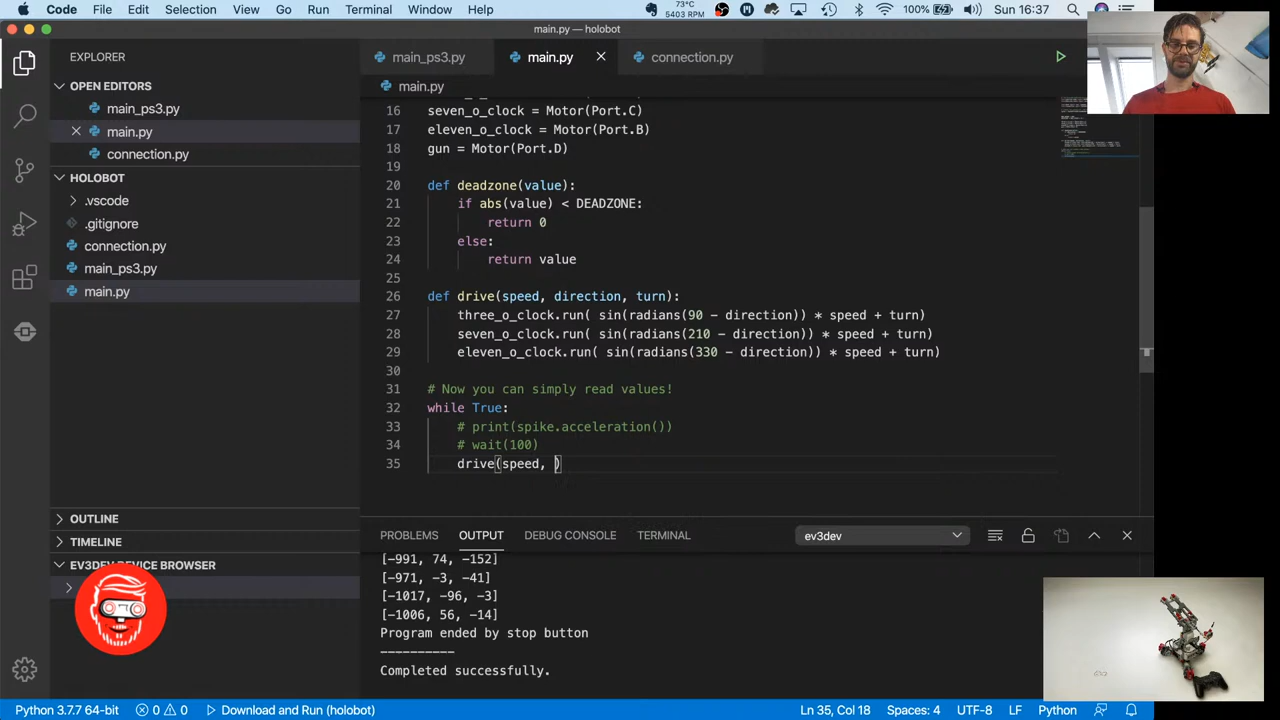 Code File Edit Selection View Go Run Terminal Window Help 73°C 5403 RPM 100% Sun 16:37
main.py — holobot
EXPLORER
OPEN EDITORS
main_ps3.py
main.py
connection.py
HOLOBOT
.vscode
.gitignore
connection.py
main_ps3.py
main.py
OUTLINE
TIMELINE
EV3DEV DEVICE BROWSER
main_ps3.py main.py connection.py
main.py
16 seven_o_clock = Motor(Port.C)
17 eleven_o_clock = Motor(Port.B)
18 gun = Motor(Port.D)
19
20 def deadzone(value):
21 if abs(value) < DEADZONE:
22 return 0
23 else:
24 return value
25
26 def drive(speed, direction, turn):
27 three_o_clock.run( sin(radians(90 - direction)) * speed + turn)
28 seven_o_clock.run( sin(radians(210 - direction)) * speed + turn)
29 eleven_o_clock.run( sin(radians(330 - direction)) * speed + turn)
30
31 # Now you can simply read values!
32 while True:
33 # print(spike.acceleration())
34 # wait(100)
35 drive(speed, )
PROBLEMS OUTPUT DEBUG CONSOLE TERMINAL ev3dev
[-991, 74, -152]
[-971, -3, -41]
[-1017, -96, -3]
[-1006, 56, -14]
Program ended by stop button
----------
Completed successfully.
Python 3.7.7 64-bit 0 0 Download and Run (holobot) Ln 35, Col 18 Spaces: 4 UTF-8 LF Python